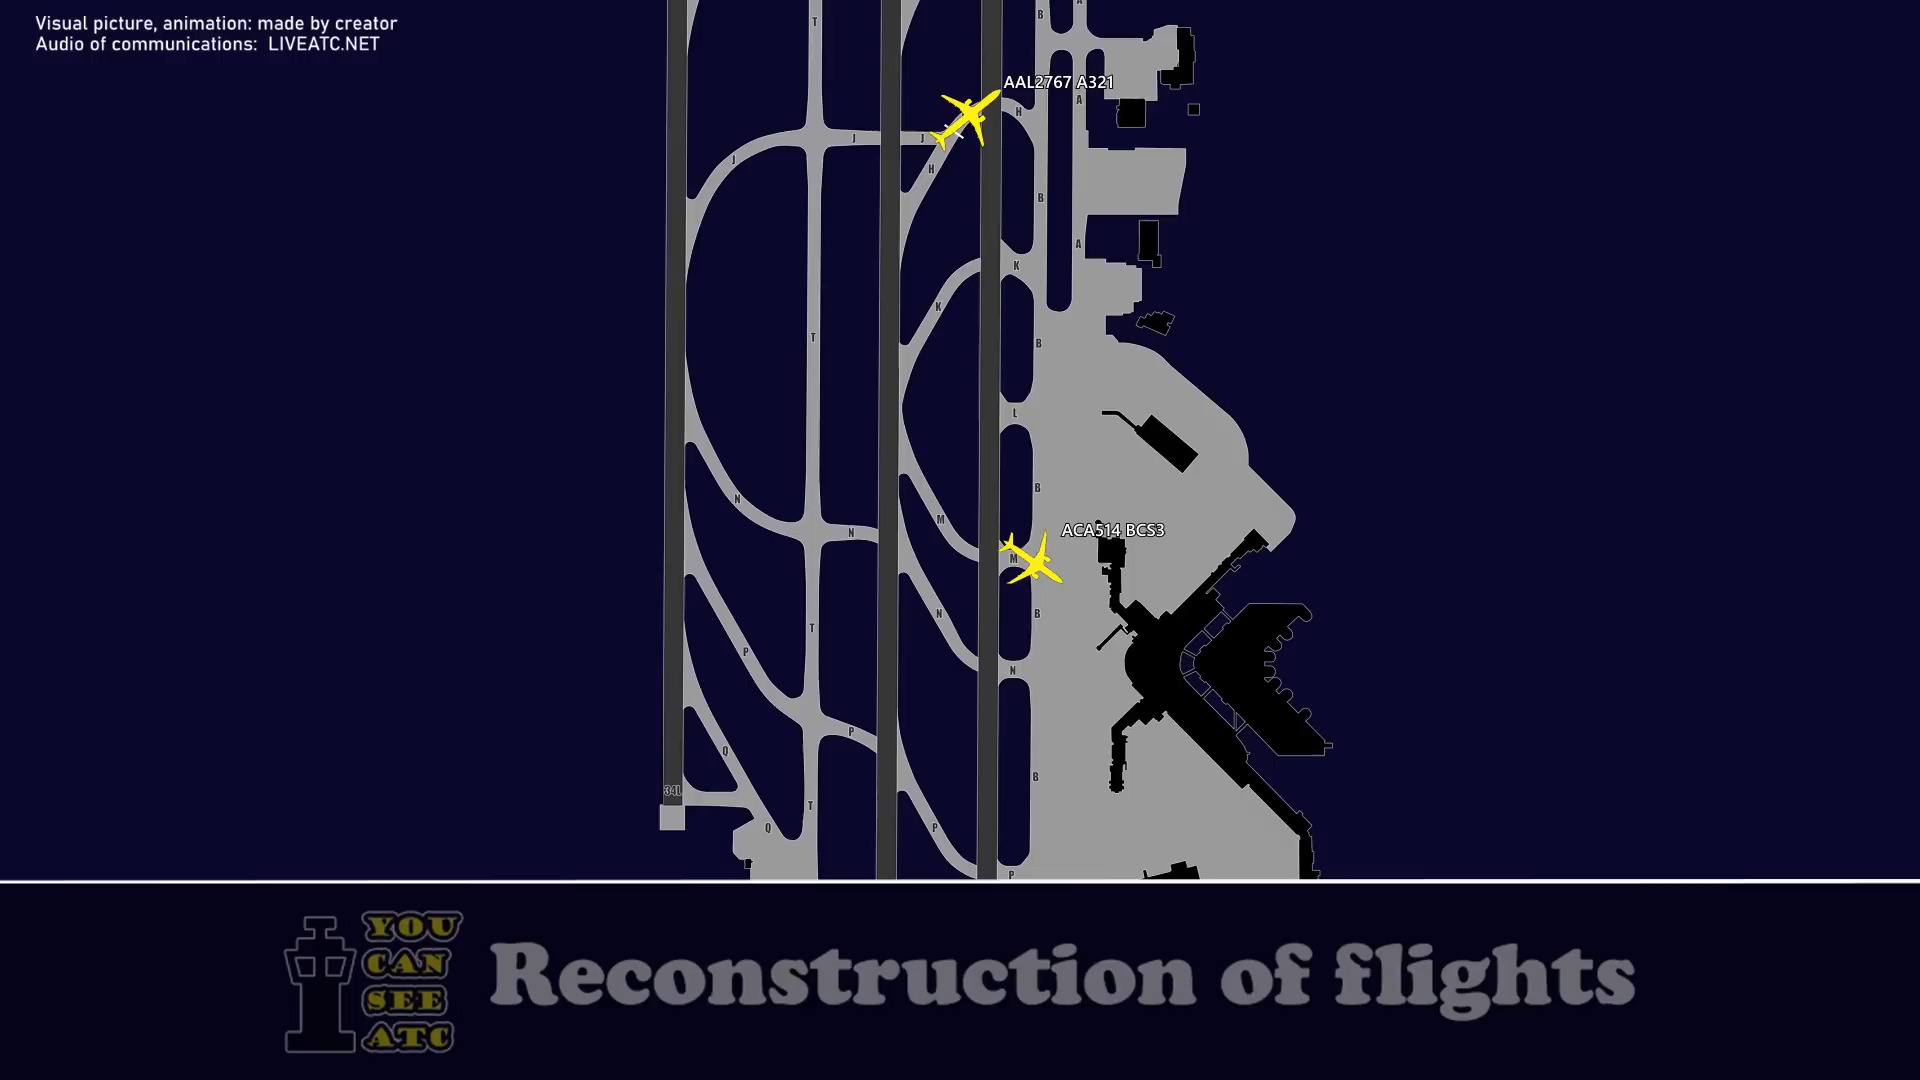 Visual picture, animation: made by creator
Audio of communications: LIVEATC.NET
B
A
T
AAL2767 A321
A
H
J
J
J
H
B
A
K
K
T
B
L
B
N
M
N
ACA514 BCS3
M
N
B
T
P
N
P
Q
B
34L
T
Q
P
P
YOU
CAN
SEE
ATC
Reconstruction of flights